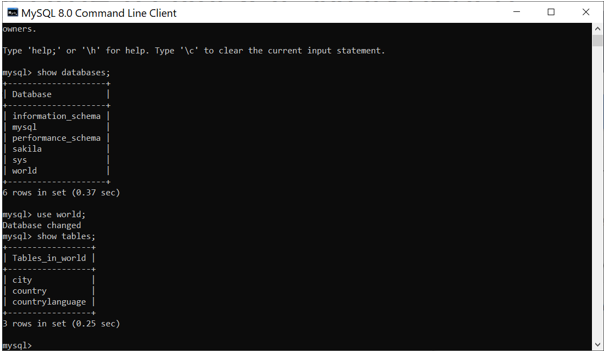 MySQL 8.0 Command Line Client
owners.
Type 'help;' or '\h' for help. Type '\c' to clear the current input statement.
mysql> show databases;
+--------------------+
| Database           |
+--------------------+
| information_schema |
| mysql              |
| performance_schema |
| sakila             |
| sys                |
| world              |
+--------------------+
6 rows in set (0.37 sec)
mysql> use world;
Database changed
mysql> show tables;
+-----------------+
| Tables_in_world |
+-----------------+
| city            |
| country         |
| countrylanguage |
+-----------------+
3 rows in set (0.25 sec)
mysql>